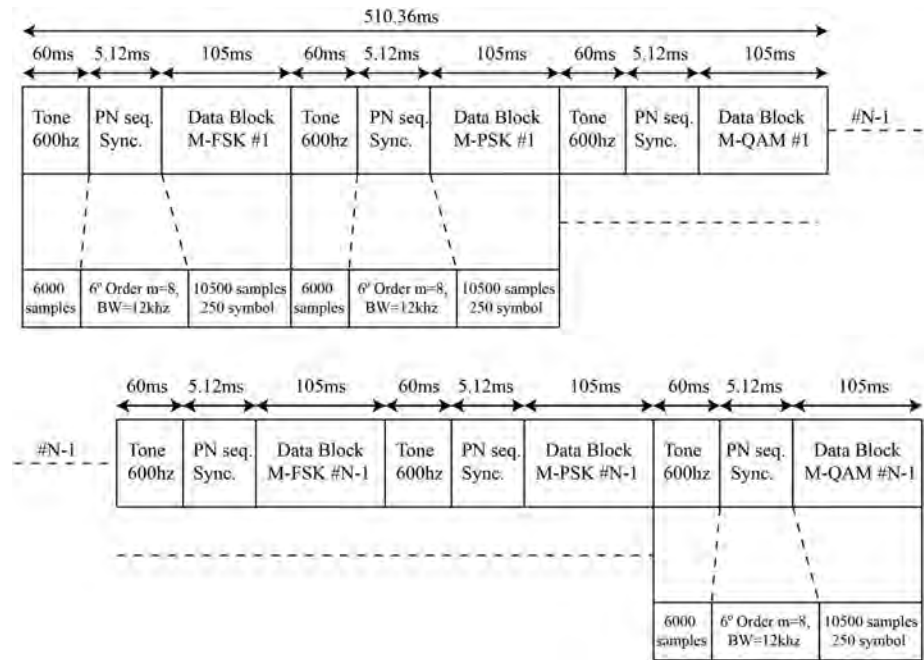 510.36ms
60ms 5.12ms 105ms 60ms 5.12ms 105ms 60ms 5.12ms 105ms
Tone PN seq. Data Block Tone PN seq. Data Block Tone PN seq. Data Block #N-1
600hz Sync. M-FSK #1 600hz Sync. M-PSK #1 600hz Sync. M-QAM #1
6000 6º Order m=8, 10500 samples 6000 6º Order m=8, 10500 samples
samples BW=12khz 250 symbol samples BW=12khz 250 symbol
60ms 5.12ms 105ms 60ms 5.12ms 105ms 60ms 5.12ms 105ms
#N-1 Tone PN seq. Data Block Tone PN seq. Data Block Tone PN seq. Data Block
600hz Sync. M-FSK #N-1 600hz Sync. M-PSK #N-1 600hz Sync. M-QAM #N-1
6000 6º Order m=8, 10500 samples
samples BW=12khz 250 symbol